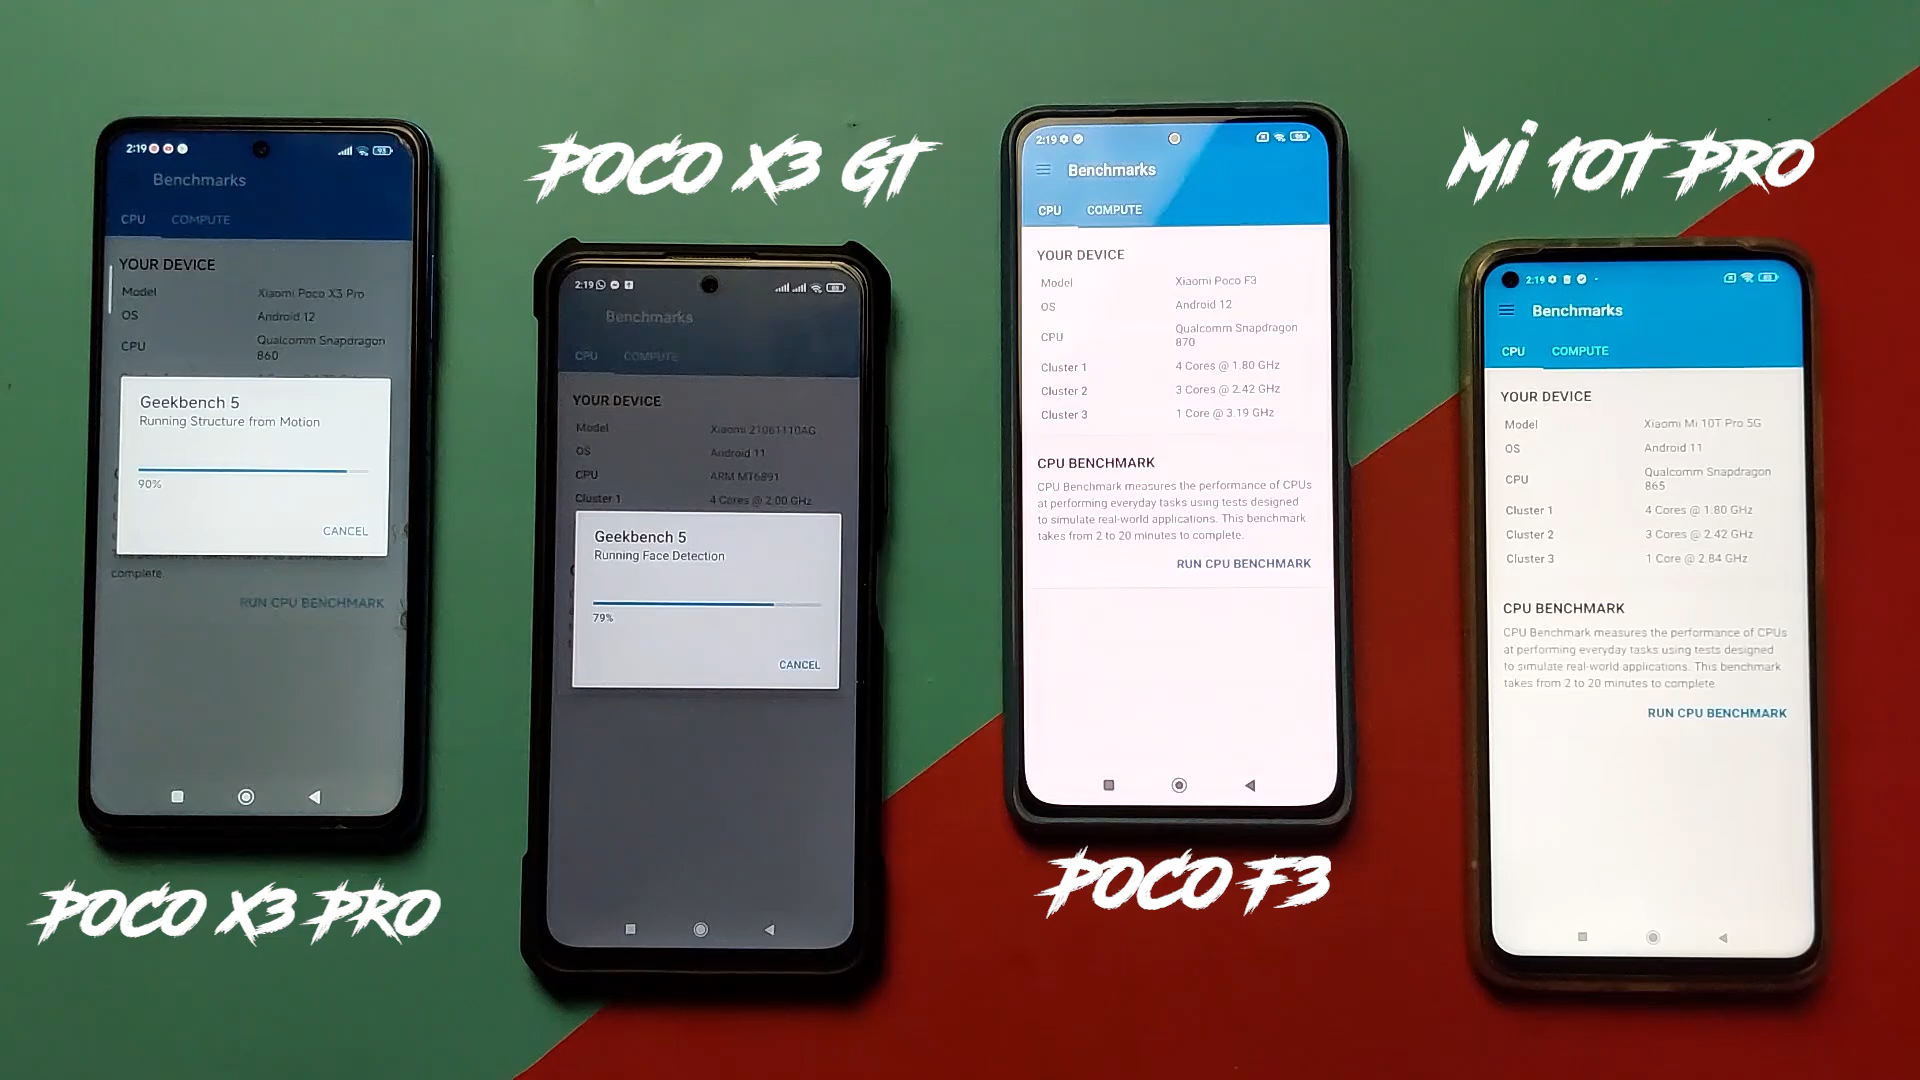 2:19
Benchmarks
CPU COMPUTE
YOUR DEVICE
Model Xiaomi Poco X3 Pro
OS Android 12
CPU Qualcomm Snapdragon
860
Geekbench 5
Running Structure from Motion
90%
CANCEL
complete.
RUN CPU BENCHMARK
POCO X3 PRO
POCO X3 GT
2:19
Benchmarks
CPU COMPUTE
YOUR DEVICE
Model Xiaomi 21061110AG
OS Android 11
CPU ARM MT6891
Cluster 1 4 Cores @ 2.00 GHz
Geekbench 5
Running Face Detection
79%
CANCEL
2:19
Benchmarks
CPU COMPUTE
YOUR DEVICE
Model Xiaomi Poco F3
OS Android 12
CPU Qualcomm Snapdragon
870
Cluster 1 4 Cores @ 1.80 GHz
Cluster 2 3 Cores @ 2.42 GHz
Cluster 3 1 Core @ 3.19 GHz
CPU BENCHMARK
CPU Benchmark measures the performance of CPUs
at performing everyday tasks using tests designed
to simulate real-world applications. This benchmark
takes from 2 to 20 minutes to complete.
RUN CPU BENCHMARK
POCO F3
Mi 10T PRO
2:19
Benchmarks
CPU COMPUTE
YOUR DEVICE
Model Xiaomi Mi 10T Pro 5G
OS Android 11
CPU Qualcomm Snapdragon
865
Cluster 1 4 Cores @ 1.80 GHz
Cluster 2 3 Cores @ 2.42 GHz
Cluster 3 1 Core @ 2.84 GHz
CPU BENCHMARK
CPU Benchmark measures the performance of CPUs
at performing everyday tasks using tests designed
to simulate real-world applications. This benchmark
takes from 2 to 20 minutes to complete.
RUN CPU BENCHMARK